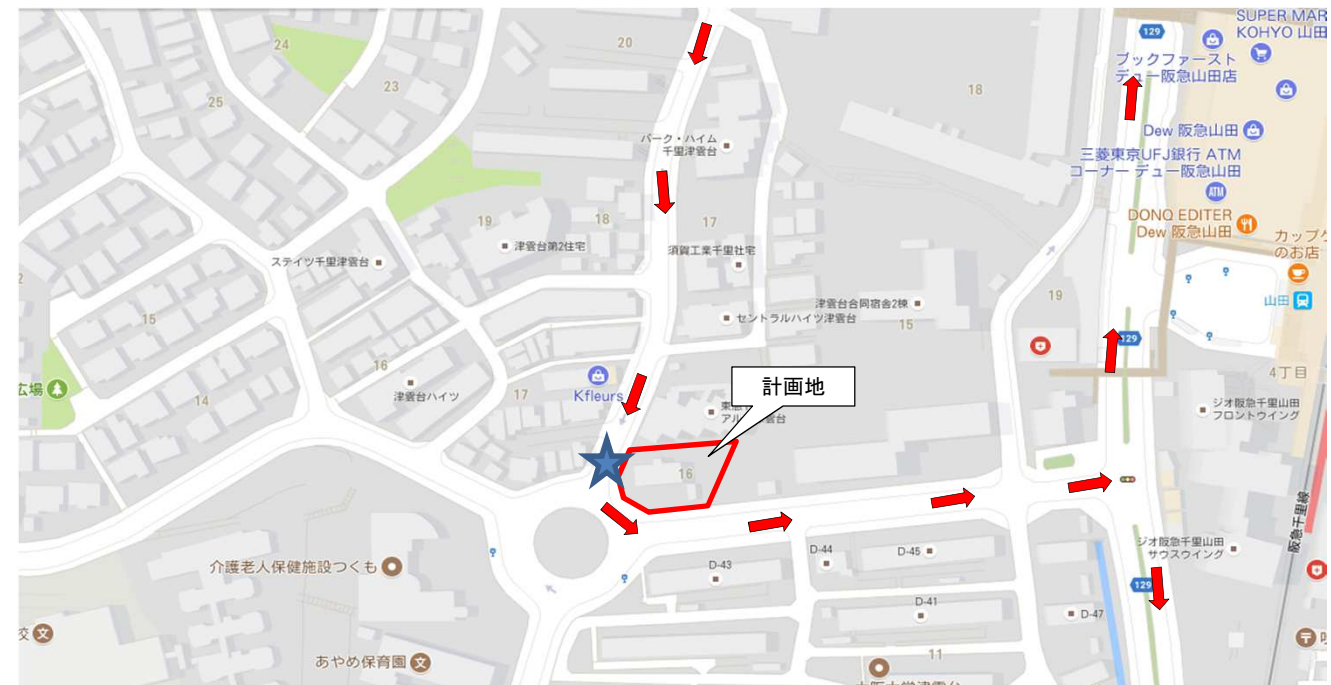 SUPER MAR
KOHYO 山田
129
24
20
ブックファースト
デュー阪急山田店
23
18
25
Dew 阪急山田
パーク・ハイム
千里津雲台
三菱東京UFJ銀行 ATM
コーナー デュー阪急山田
ATM
19
18
17
DONQ EDITER
Dew 阪急山田
津雲台第2住宅
須賀工業千里社宅
カップケ
のお店
ステイツ千里津雲台
19
山田
津雲台合同宿舎2棟
15
セントラルハイツ津雲台
15
129
16
4丁目
計画地
広場
14
津雲台ハイツ
17
Kfleurs
ジオ阪急千里山田
フロントウイング
16
阪急千里線
D-44
D-45
ジオ阪急千里山田
サウスウイング
介護老人保健施設つくも
D-43
129
D-41
D-47
校
文
あやめ保育園
文
11